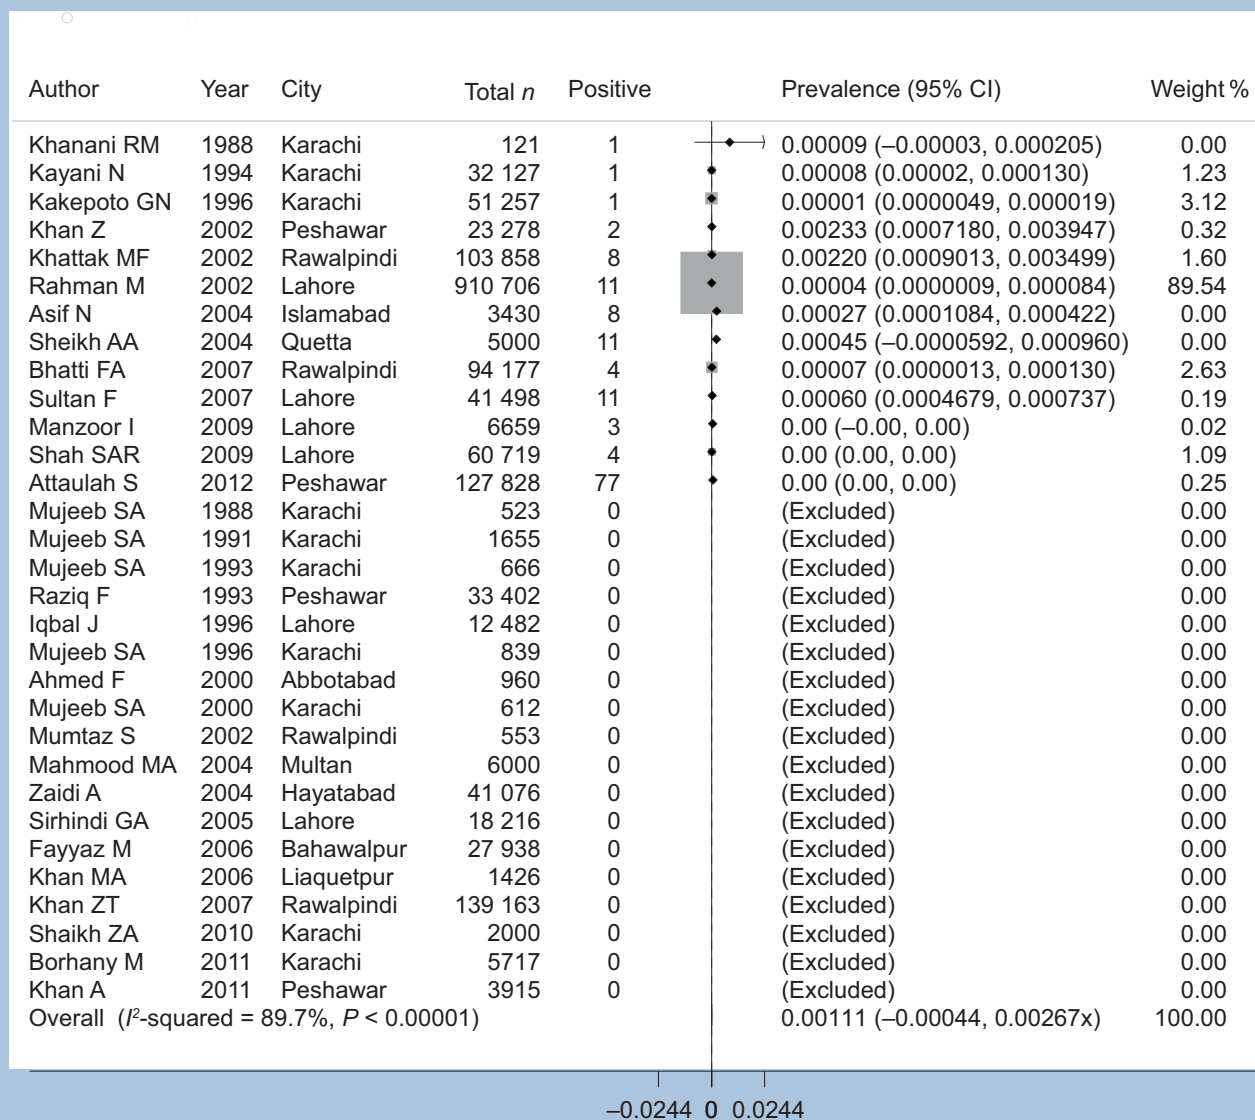 Author Year City Total n Positive Prevalence (95% CI) Weight %
Khanani RM 1988 Karachi 121 1 0.00009 (–0.00003, 0.000205) 0.00
Kayani N 1994 Karachi 32 127 1 0.00008 (0.00002, 0.000130) 1.23
Kakepoto GN 1996 Karachi 51 257 1 0.00001 (0.0000049, 0.000019) 3.12
Khan Z 2002 Peshawar 23 278 2 0.00233 (0.0007180, 0.003947) 0.32
Khattak MF 2002 Rawalpindi 103 858 8 0.00220 (0.0009013, 0.003499) 1.60
Rahman M 2002 Lahore 910 706 11 0.00004 (0.0000009, 0.000084) 89.54
Asif N 2004 Islamabad 3430 8 0.00027 (0.0001084, 0.000422) 0.00
Sheikh AA 2004 Quetta 5000 11 0.00045 (–0.0000592, 0.000960) 0.00
Bhatti FA 2007 Rawalpindi 94 177 4 0.00007 (0.0000013, 0.000130) 2.63
Sultan F 2007 Lahore 41 498 11 0.00060 (0.0004679, 0.000737) 0.19
Manzoor I 2009 Lahore 6659 3 0.00 (–0.00, 0.00) 0.02
Shah SAR 2009 Lahore 60 719 4 0.00 (0.00, 0.00) 1.09
Attaulah S 2012 Peshawar 127 828 77 0.00 (0.00, 0.00) 0.25
Mujeeb SA 1988 Karachi 523 0 (Excluded) 0.00
Mujeeb SA 1991 Karachi 1655 0 (Excluded) 0.00
Mujeeb SA 1993 Karachi 666 0 (Excluded) 0.00
Raziq F 1993 Peshawar 33 402 0 (Excluded) 0.00
Iqbal J 1996 Lahore 12 482 0 (Excluded) 0.00
Mujeeb SA 1996 Karachi 839 0 (Excluded) 0.00
Ahmed F 2000 Abbotabad 960 0 (Excluded) 0.00
Mujeeb SA 2000 Karachi 612 0 (Excluded) 0.00
Mumtaz S 2002 Rawalpindi 553 0 (Excluded) 0.00
Mahmood MA 2004 Multan 6000 0 (Excluded) 0.00
Zaidi A 2004 Hayatabad 41 076 0 (Excluded) 0.00
Sirhindi GA 2005 Lahore 18 216 0 (Excluded) 0.00
Fayyaz M 2006 Bahawalpur 27 938 0 (Excluded) 0.00
Khan MA 2006 Liaquetpur 1426 0 (Excluded) 0.00
Khan ZT 2007 Rawalpindi 139 163 0 (Excluded) 0.00
Shaikh ZA 2010 Karachi 2000 0 (Excluded) 0.00
Borhany M 2011 Karachi 5717 0 (Excluded) 0.00
Khan A 2011 Peshawar 3915 0 (Excluded) 0.00
Overall (I²-squared = 89.7%, P < 0.00001) 0.00111 (–0.00044, 0.00267x) 100.00
–0.0244 0 0.0244